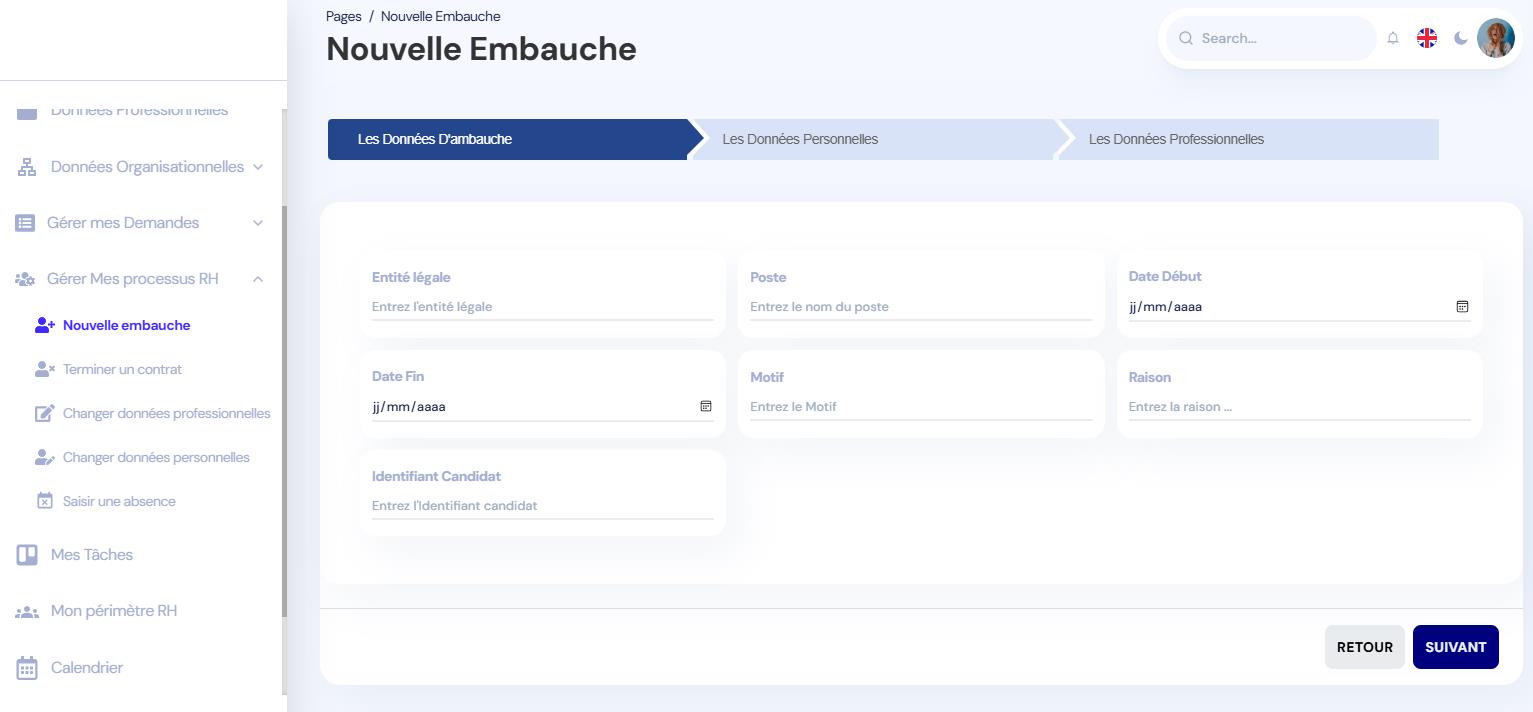 Pages / Nouvelle Embauche
Nouvelle Embauche
Search...
Données Professionnelles
Données Organisationnelles
Gérer mes Demandes
Gérer Mes processus RH
Nouvelle embauche
Terminer un contrat
Changer données professionnelles
Changer données personnelles
Saisir une absence
Mes Tâches
Mon périmètre RH
Calendrier
Les Données D'ambauche
Les Données Personnelles
Les Données Professionnelles
Entité légale
Entrez l'entité légale
Poste
Entrez le nom du poste
Date Début
jj/mm/aaaa
Date Fin
jj/mm/aaaa
Motif
Entrez le Motif
Raison
Entrez la raison ...
Identifiant Candidat
Entrez l'Identifiant candidat
RETOUR
SUIVANT